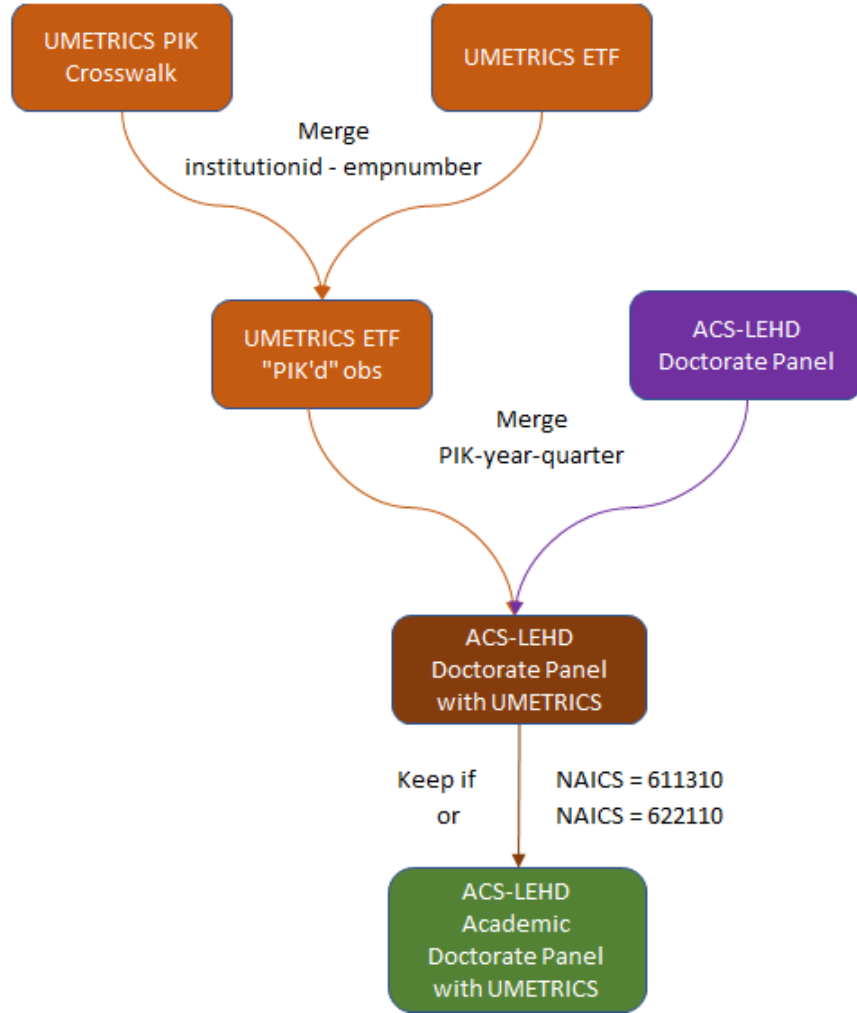 UMETRICS PIK
Crosswalk
UMETRICS ETF
Merge
institutionid - empnumber
UMETRICS ETF
"PIK'd" obs
ACS-LEHD
Doctorate Panel
Merge
PIK-year-quarter
ACS-LEHD
Doctorate Panel
with UMETRICS
Keep if NAICS = 611310
or NAICS = 622110
ACS-LEHD
Academic
Doctorate Panel
with UMETRICS